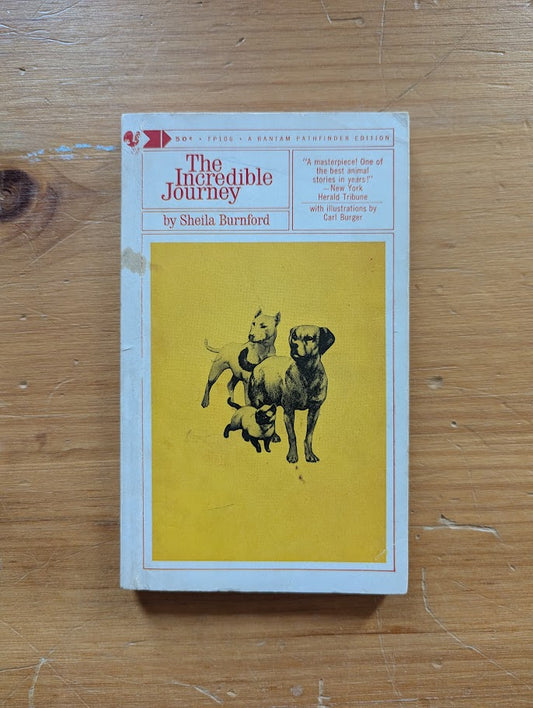 50¢ • TP106 • A BANTAM PATHFINDER EDITION
The
Incredible
Journey
by Sheila Burnford
"A masterpiece! One of
the best animal
stories in years!"
—New York
Herald Tribune
with illustrations by
Carl Burger